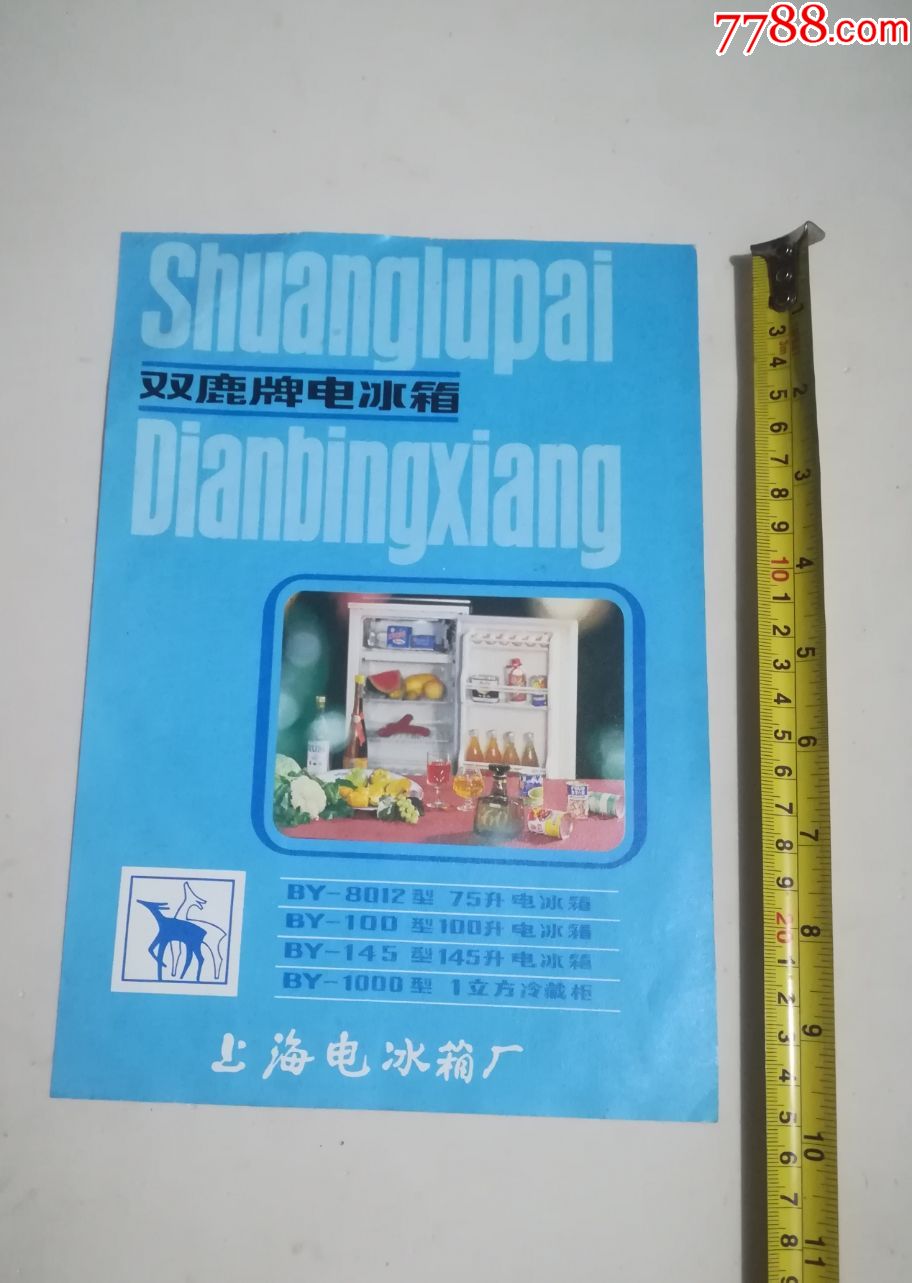 7788.com
Shuanglupai
双鹿牌电冰箱
Dianbingxiang
BY-8012型 75升电冰箱
BY-100 型100升电冰箱
BY-145 型145升电冰箱
BY-1000型 1立方冷藏柜
上海电冰箱厂